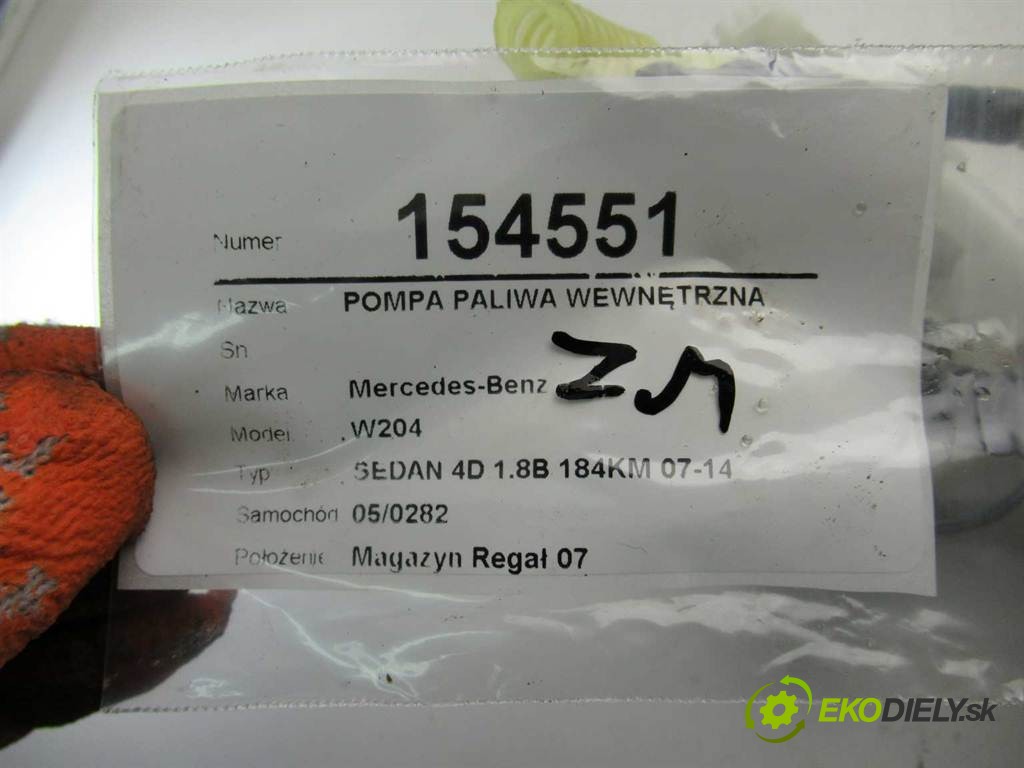 Numer 154551
Nazwa POMPA PALIWA WEWNĘTRZNA
Sn
Marka Mercedes-Benz
Model W204
Typ SEDAN 4D 1.8B 184KM 07-14
Samochód 05/0282
Położenie Magazyn Regał 07
EKODIELY.sk